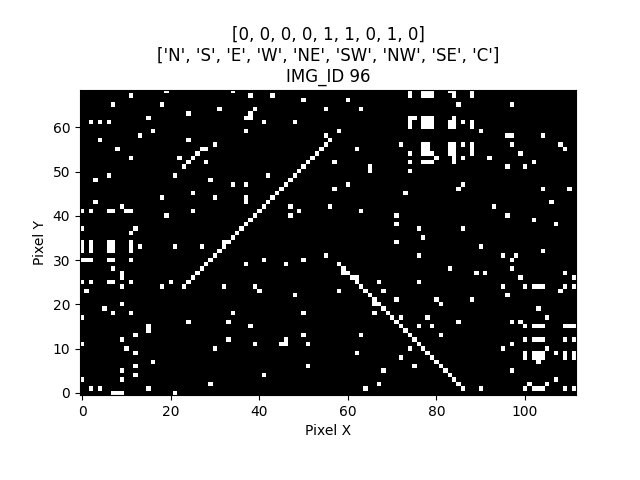 [0, 0, 0, 0, 1, 1, 0, 1, 0]
['N', 'S', 'E', 'W', 'NE', 'SW', 'NW', 'SE', 'C']
IMG_ID 96
Pixel Y
60
50
40
30
20
10
0
0 20 40 60 80 100
Pixel X